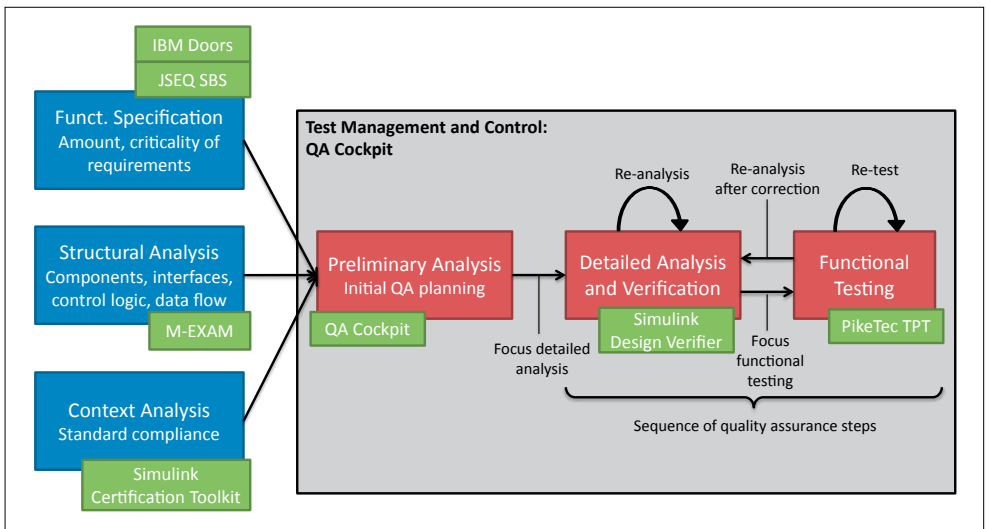 IBM Doors
JSEQ SBS
Funct. Specification
Amount, criticality of
requirements
Structural Analysis
Components, interfaces,
control logic, data flow
M-EXAM
Context Analysis
Standard compliance
Simulink
Certification Toolkit
Test Management and Control:
QA Cockpit
Preliminary Analysis
Initial QA planning
QA Cockpit
Focus detailed
analysis
Re-analysis
Detailed Analysis
and Verification
Simulink
Design Verifier
Re-analysis
after correction
Focus
functional
testing
Re-test
Functional
Testing
PikeTec TPT
Sequence of quality assurance steps